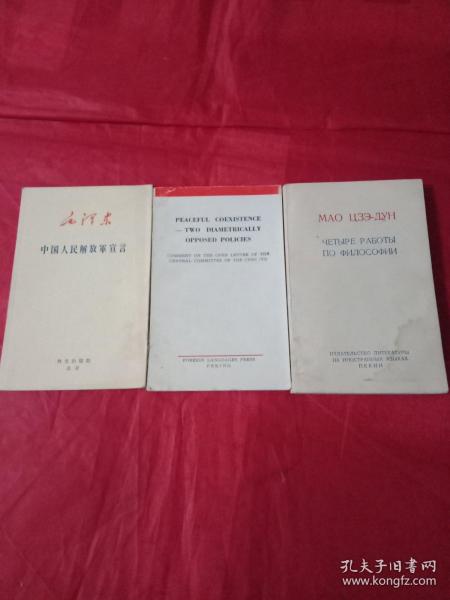 毛泽东
中国人民解放軍宣言
外文出版社
北京
PEACEFUL COEXISTENCE
— TWO DIAMETRICALLY
OPPOSED POLICIES
COMMENT ON THE OPEN LETTER OF THE
CENTRAL COMMITTEE OF THE CPSU (VI)
FOREIGN LANGUAGES PRESS
PEKING
МАО ЦЗЭ-ДУН
ЧЕТЫРЕ РАБОТЫ
ПО ФИЛОСОФИИ
ИЗДАТЕЛЬСТВО ЛИТЕРАТУРЫ
НА ИНОСТРАННЫХ ЯЗЫКАХ
ПЕКИН
孔夫子旧书网
www.kongfz.com